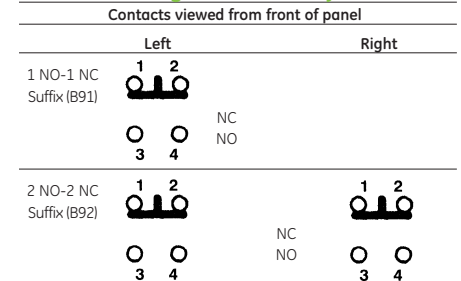 Contacts viewed from front of panel
Left Right
1 NO-1 NC
Suffix (B91)
1 2
NC
NO
3 4
2 NO-2 NC
Suffix (B92)
1 2 1 2
NC
NO
3 4 3 4